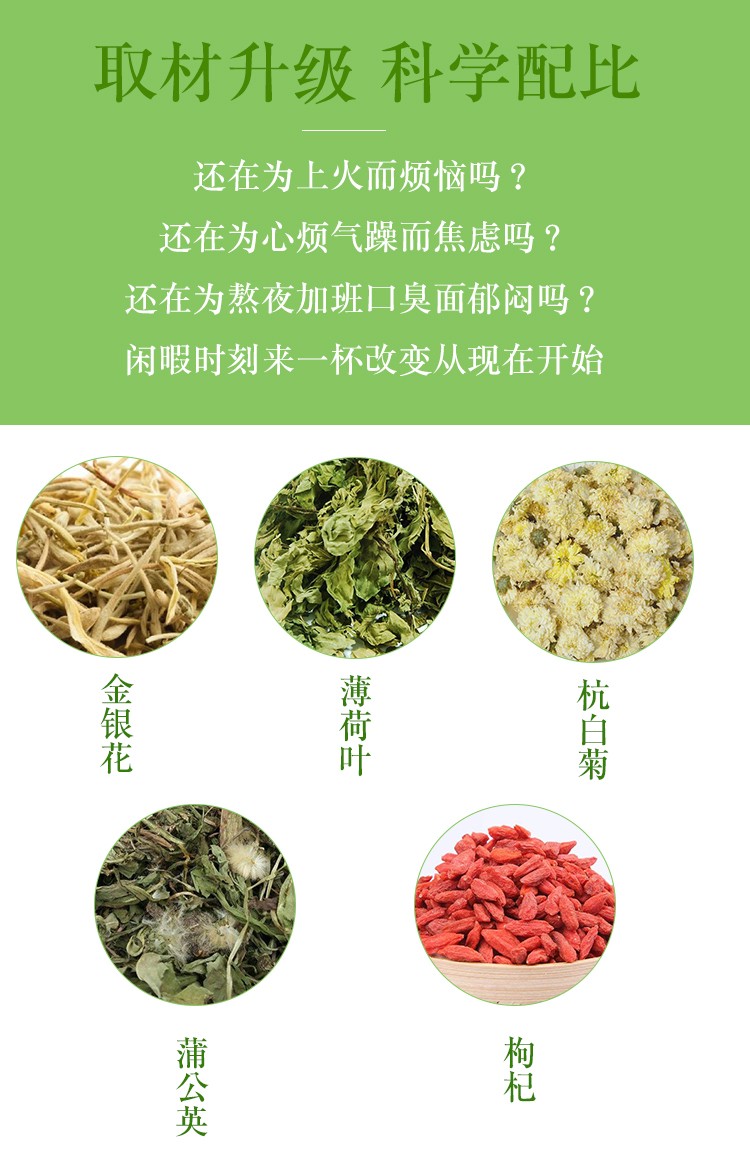 取材升级 科学配比
还在为上火而烦恼吗？
还在为心烦气躁而焦虑吗？
还在为熬夜加班口臭面郁闷吗？
闲暇时刻来一杯改变从现在开始
金银花
薄荷叶
杭白菊
蒲公英
枸杞